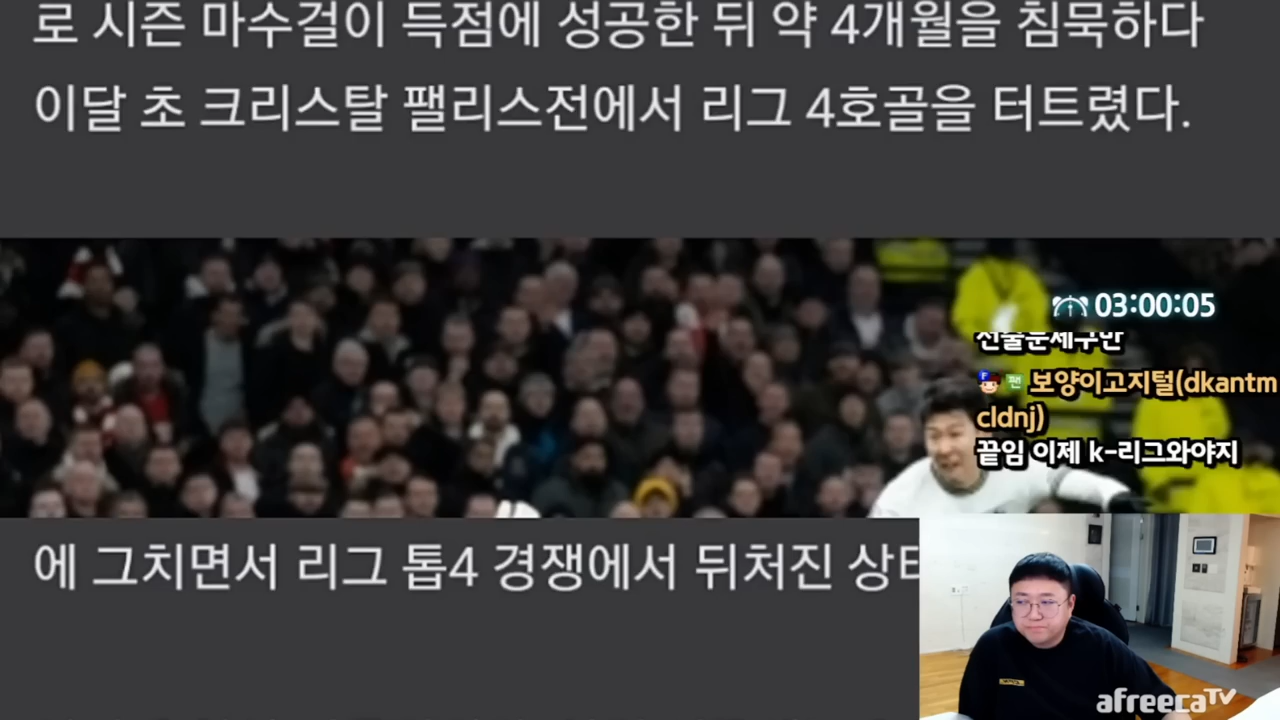 로 시즌 마수걸이 득점에 성공한 뒤 약 4개월을 침묵하다
이달 초 크리스탈 팰리스전에서 리그 4호골을 터트렸다.
03:00:05
팬 보양이고지털(dkantm
cldnj)
끝임 이제 k-리그와야지
에 그치면서 리그 톱4 경쟁에서 뒤처진
afreecaTV